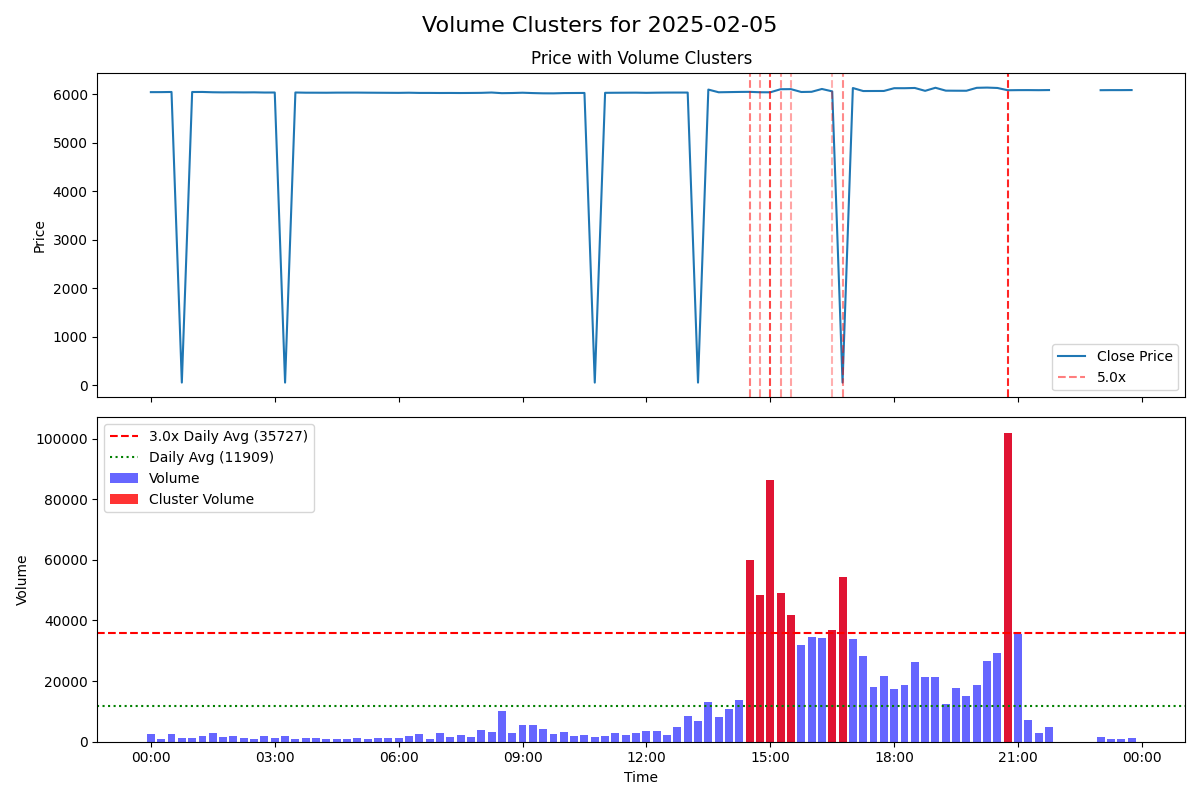 Volume Clusters for 2025-02-05
Price with Volume Clusters
6000
5000
4000
3000
2000
1000
0
Price
Close Price
5.0x
100000
80000
60000
40000
20000
0
Volume
3.0x Daily Avg (35727)
Daily Avg (11909)
Volume
Cluster Volume
00:00 03:00 06:00 09:00 12:00 15:00 18:00 21:00 00:00
Time